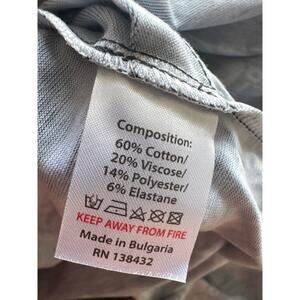 Composition:
60% Cotton/
20% Viscose/
14% Polyester/
6% Elastane
KEEP AWAY FROM FIRE
Made in Bulgaria
RN 138432